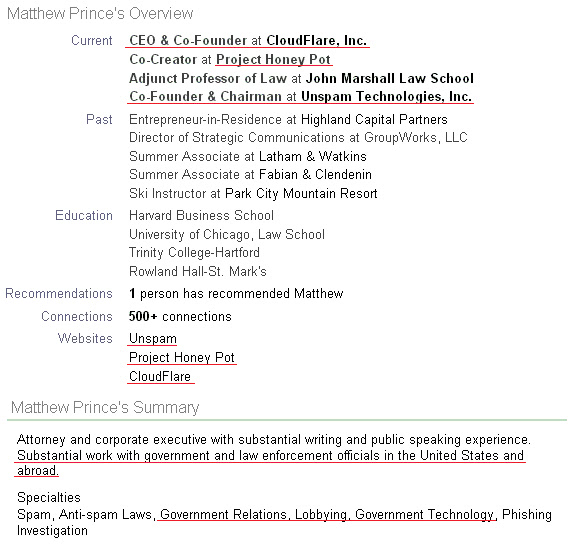 Matthew Prince's Overview
Current CEO & Co-Founder at CloudFlare, Inc.
Co-Creator at Project Honey Pot
Adjunct Professor of Law at John Marshall Law School
Co-Founder & Chairman at Unspam Technologies, Inc.
Past Entrepreneur-in-Residence at Highland Capital Partners
Director of Strategic Communications at GroupWorks, LLC
Summer Associate at Latham & Watkins
Summer Associate at Fabian & Clendenin
Ski Instructor at Park City Mountain Resort
Education Harvard Business School
University of Chicago, Law School
Trinity College-Hartford
Rowland Hall-St. Mark's
Recommendations 1 person has recommended Matthew
Connections 500+ connections
Websites Unspam
Project Honey Pot
CloudFlare
Matthew Prince's Summary
Attorney and corporate executive with substantial writing and public speaking experience.
Substantial work with government and law enforcement officials in the United States and
abroad.
Specialties
Spam, Anti-spam Laws, Government Relations, Lobbying, Government Technology, Phishing
Investigation